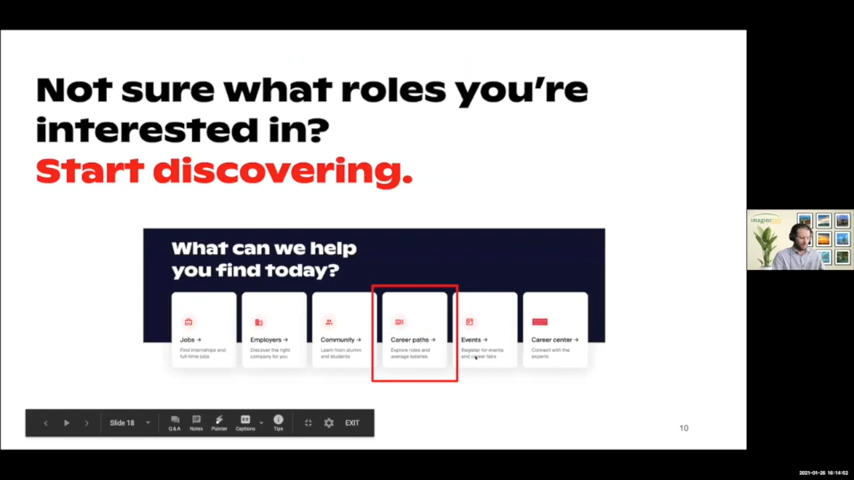 Not sure what roles you're
interested in?
Start discovering.
What can we help
you find today?
Jobs →
Find internships and
full-time jobs
Employers →
Discover the right
company for you
Community →
Learn from alumni
and students
Career paths →
Explore roles and
average salaries
Events →
Register for events
and career fairs
Career center →
Connect with the
experts
Slide 18
Q&A
Notes
Pointer
Captions
Tips
EXIT
10
2021-01-26 16:14:52